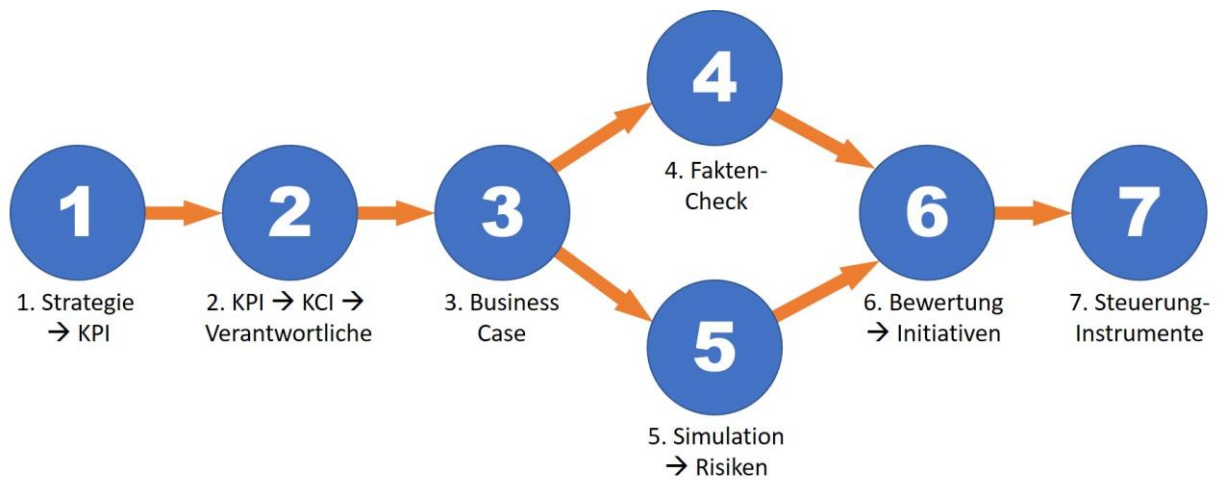 1
1. Strategie
→ KPI
2
2. KPI → KCI →
Verantwortliche
3
3. Business
Case
4
4. Fakten-
Check
5
5. Simulation
→ Risiken
6
6. Bewertung
→ Initiativen
7
7. Steuerung-
Instrumente